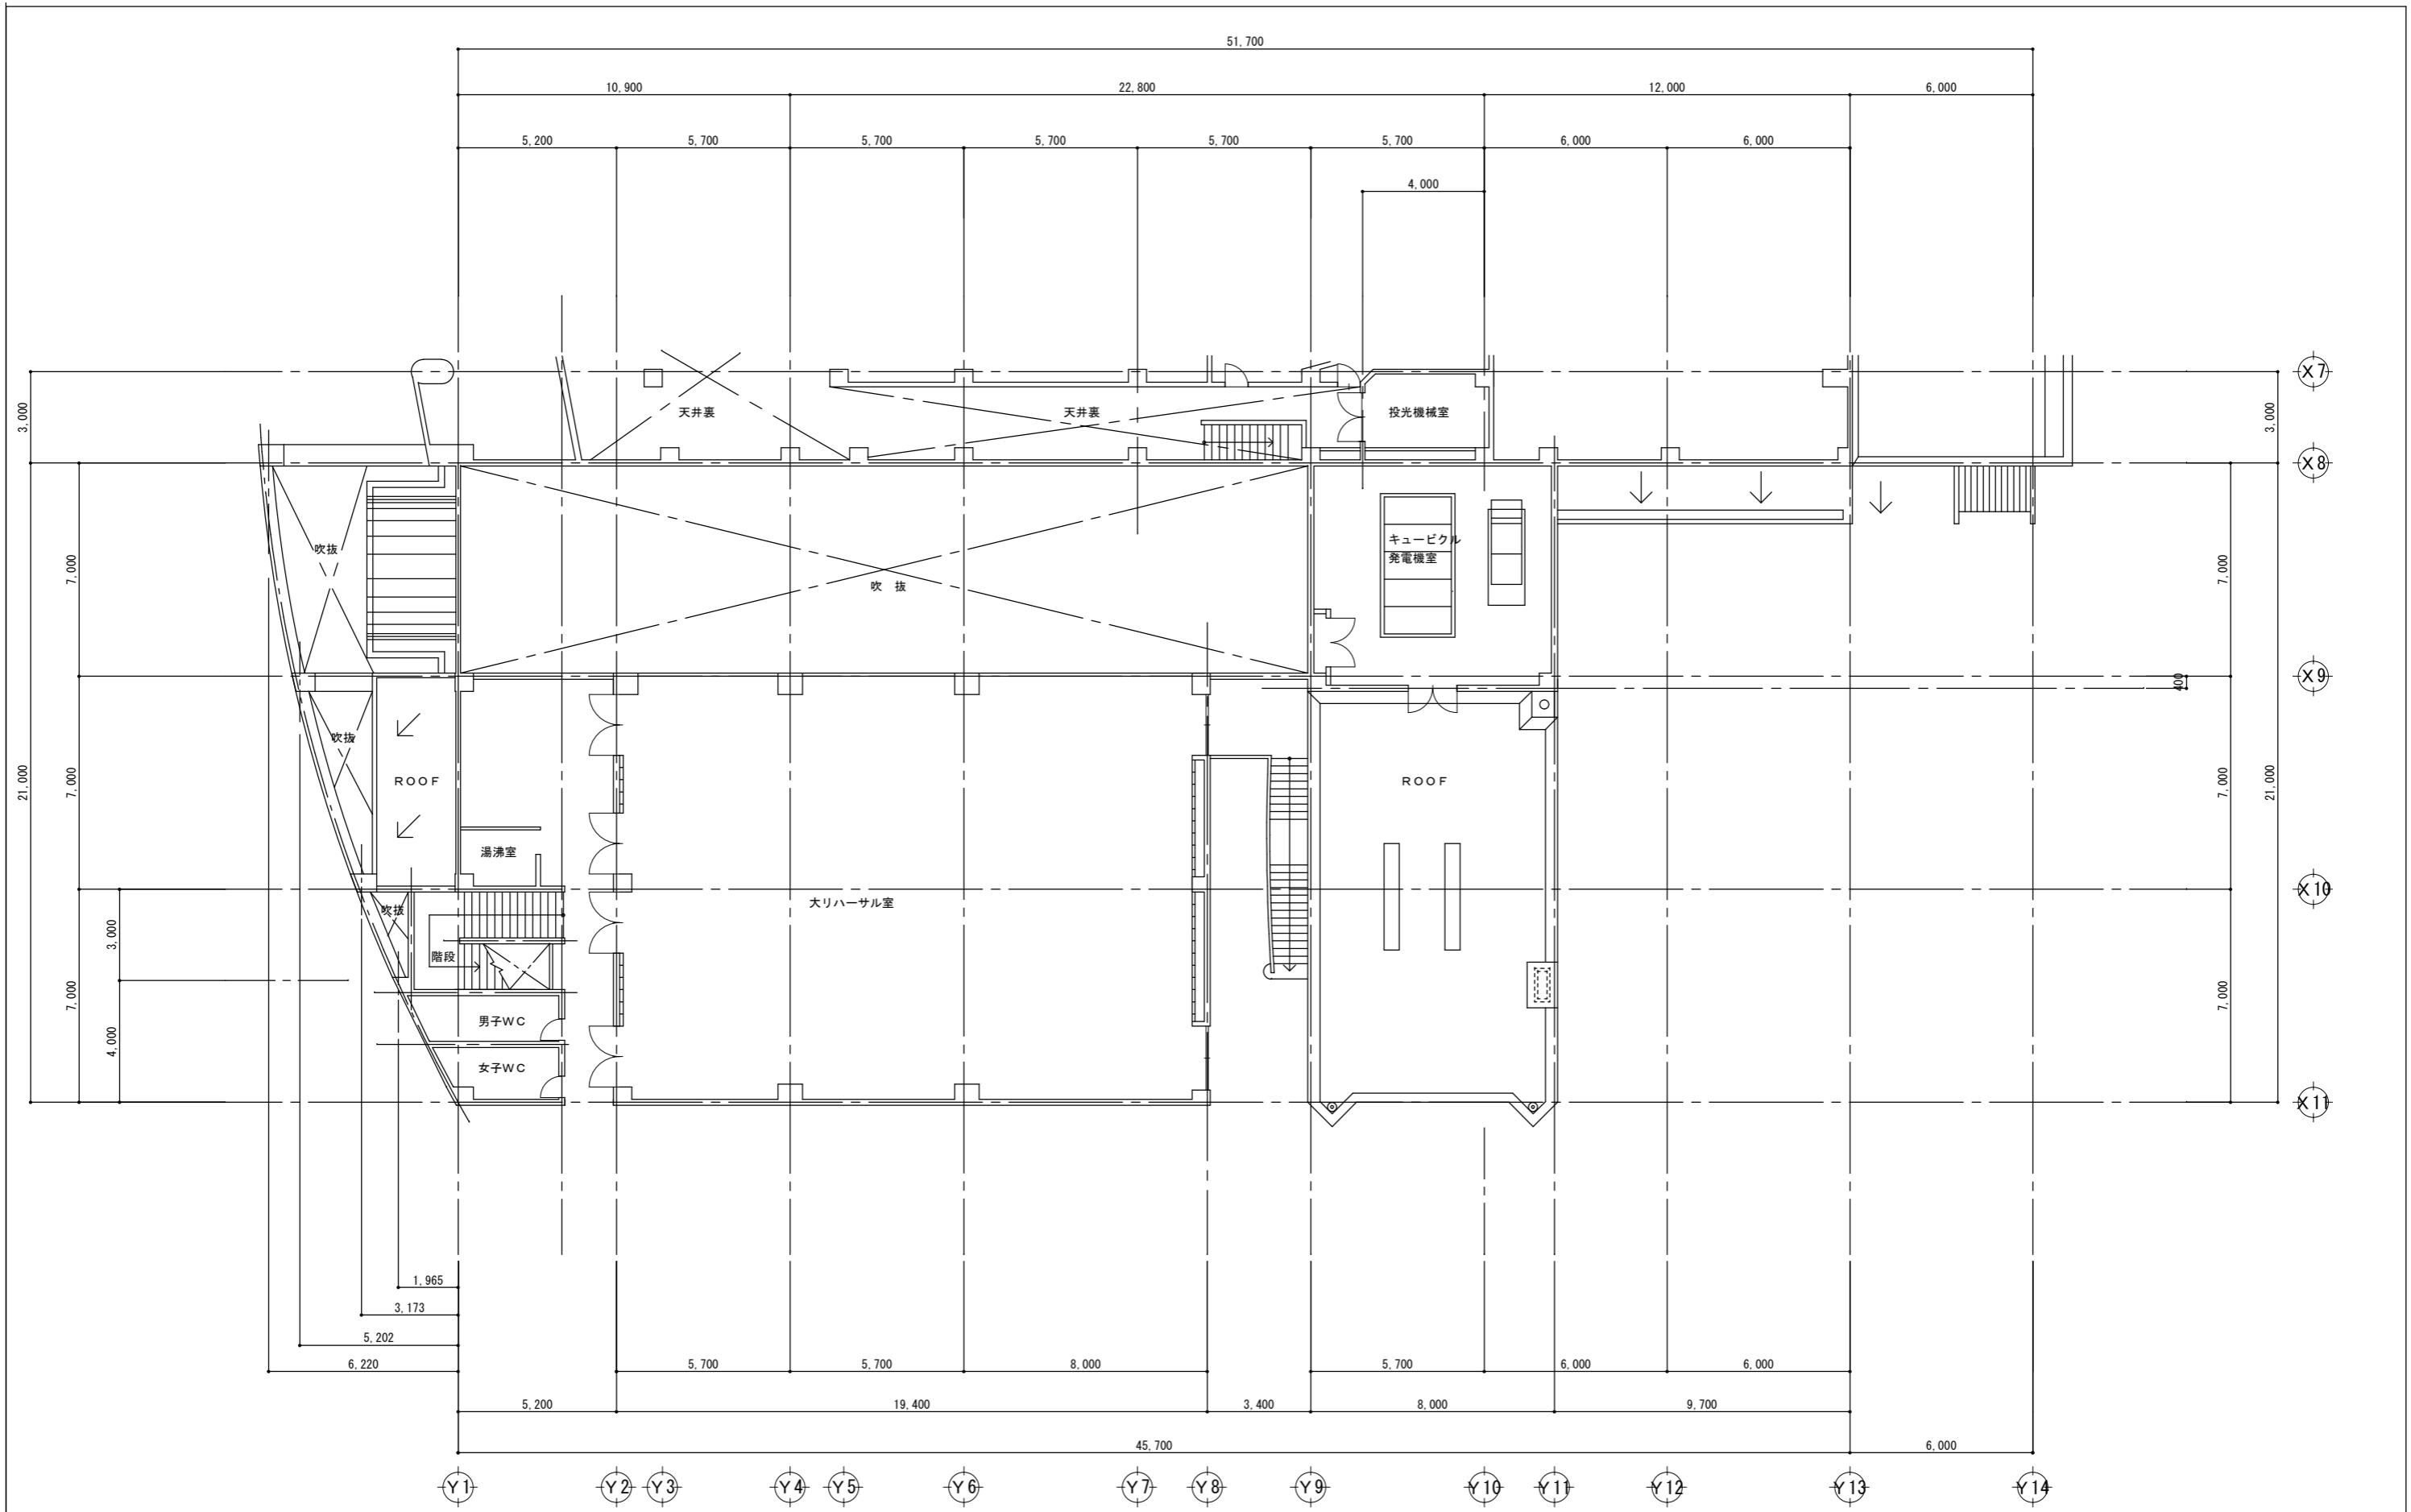 51,700
10,900 22,800 12,000 6,000
5,200 5,700 5,700 5,700 5,700 5,700 6,000 6,000
4,000
X7
3,000 天井裏 天井裏 投光機械室 3,000
X8
吹抜 キュービクル
7,000 発電機室 7,000
吹 抜
X9
400
吹抜
21,000 7,000 ROOF ROOF 7,000 21,000
湯沸室
X10
吹抜 大リハーサル室
3,000
階段
7,000 7,000
男子WC
4,000
女子WC
X11
1,965
3,173
5,202
6,220 5,700 5,700 8,000 5,700 6,000 6,000
5,200 19,400 3,400 8,000 9,700
45,700 6,000
Y1 Y2 Y3 Y4 Y5 Y6 Y7 Y8 Y9 Y10 Y11 Y12 Y13 Y14